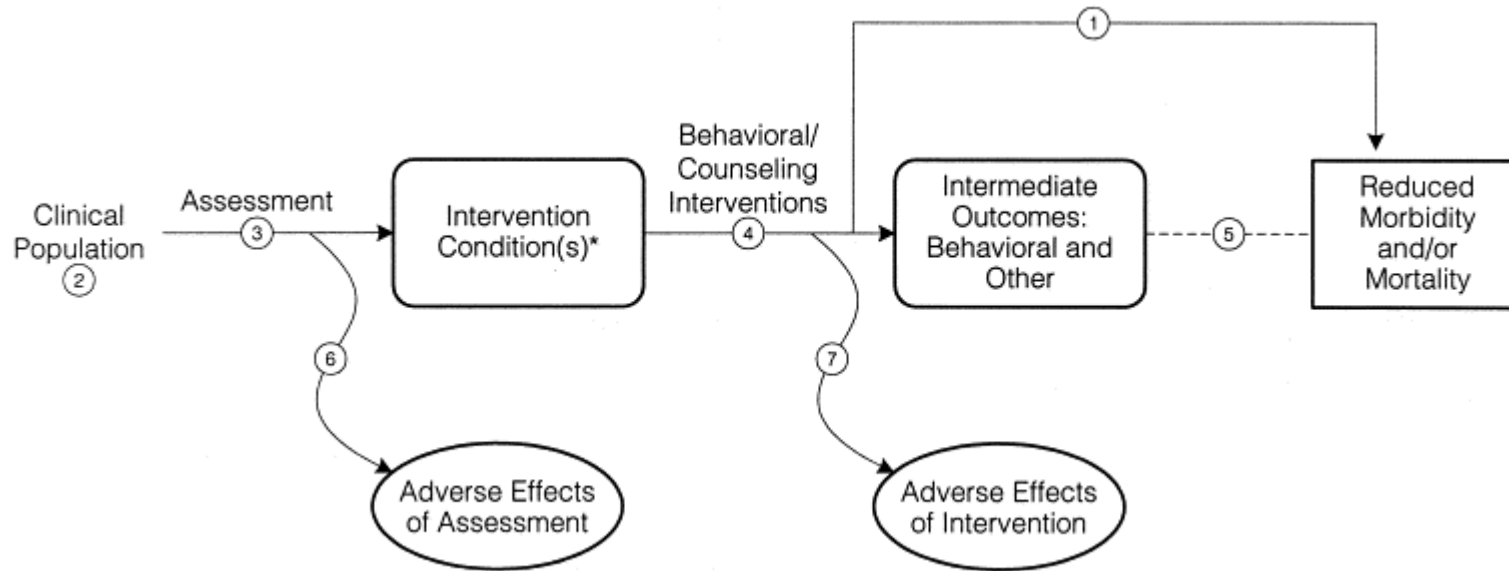 1
Behavioral/
Counseling
Interventions
4
Clinical
Population
2
Assessment
3
Intervention
Condition(s)*
Intermediate
Outcomes:
Behavioral and
Other
5
Reduced
Morbidity
and/or
Mortality
6
7
Adverse Effects
of Assessment
Adverse Effects
of Intervention